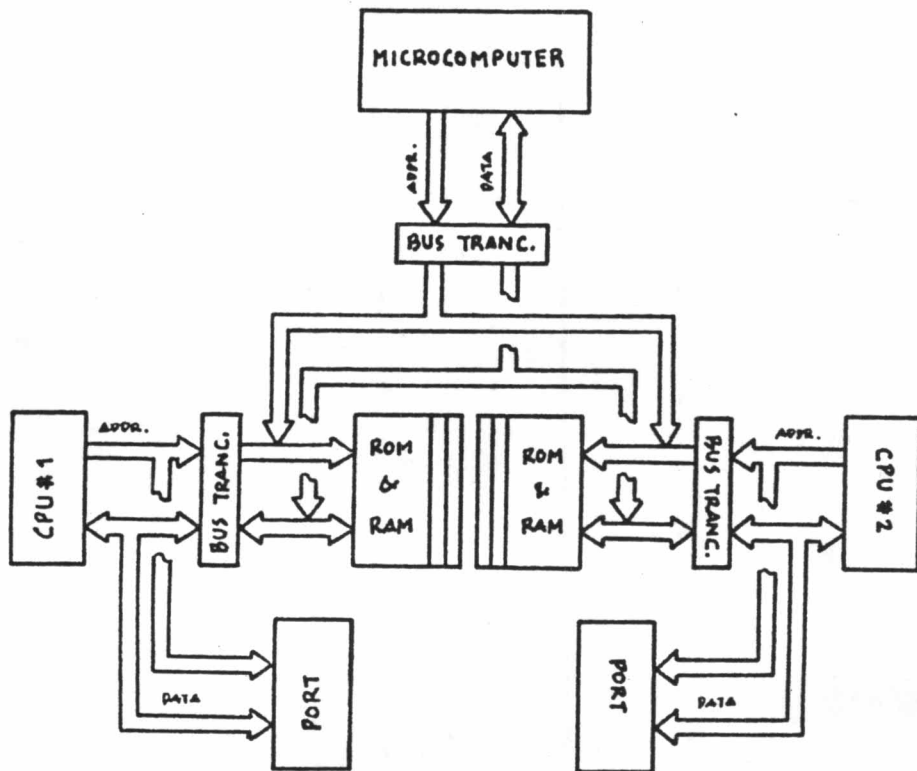 MICROCOMPUTER
ADDR.
DATA
BUS TRANC.
CPU #1
ADDR.
BUS TRANC.
ROM
&
RAM
ROM
&
RAM
BUS TRANC.
ADDR.
CPU #2
DATA
PORT
PORT
DATA